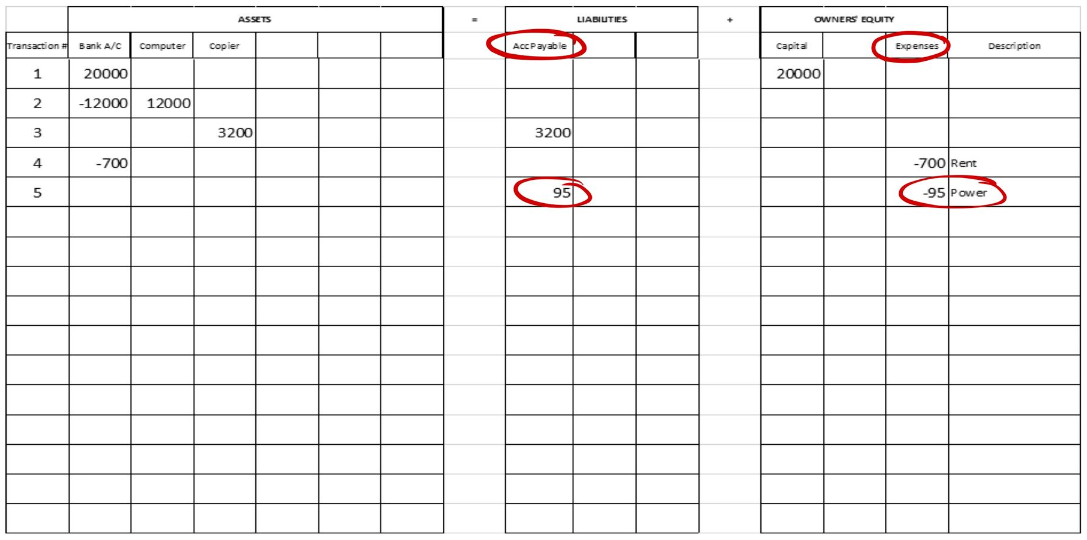 ASSETS = LIABILITIES + OWNERS' EQUITY
Transaction # Bank A/C Computer Copier Acc Payable Capital Expenses Description
1 20000 20000
2 -12000 12000
3 3200 3200
4 -700 -700 Rent
5 95 -95 Power